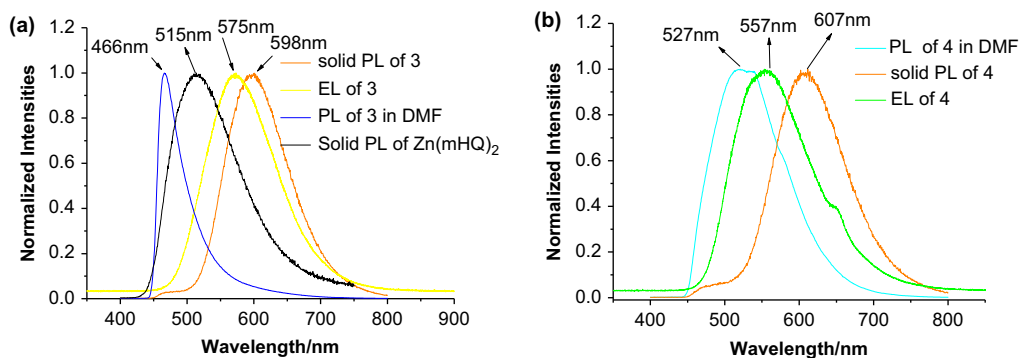 (a)
1.2
1.0
0.8
0.6
0.4
0.2
0.0
Normalized Intensities
466nm
515nm
575nm
598nm
solid PL of 3
EL of 3
PL of 3 in DMF
Solid PL of Zn(mHQ)2
400 500 600 700 800 900
Wavelength/nm
(b)
1.2
1.0
0.8
0.6
0.4
0.2
0.0
Normalized Intensities
527nm
557nm
607nm
PL of 4 in DMF
solid PL of 4
EL of 4
400 500 600 700 800
Wavelength/nm